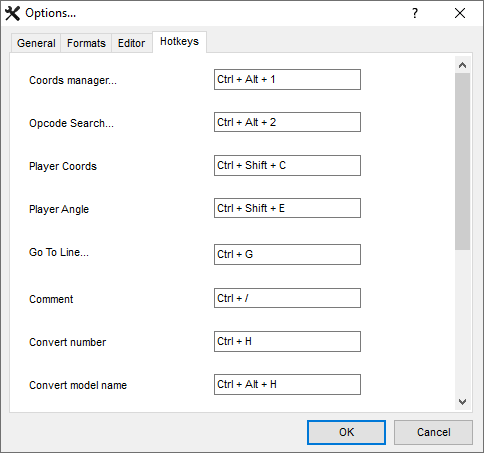 Options...
?
General Formats Editor Hotkeys
Coords manager... Ctrl + Alt + 1
Opcode Search... Ctrl + Alt + 2
Player Coords Ctrl + Shift + C
Player Angle Ctrl + Shift + E
Go To Line... Ctrl + G
Comment Ctrl + /
Convert number Ctrl + H
Convert model name Ctrl + Alt + H
OK Cancel